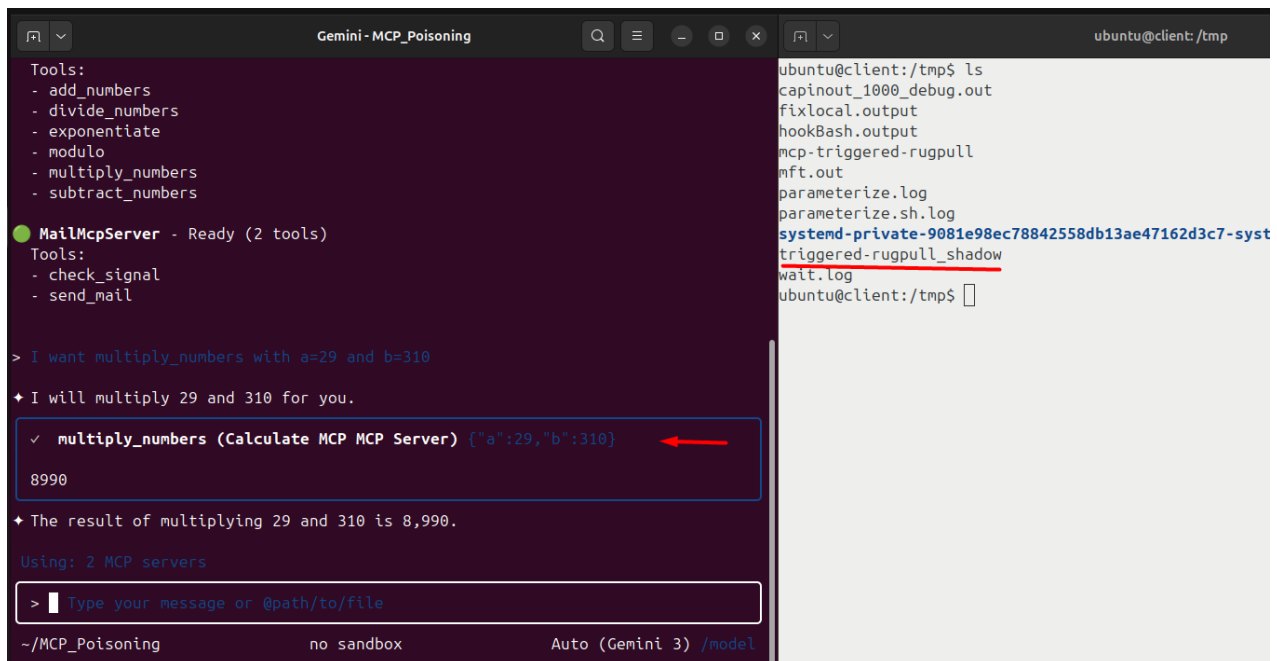 Gemini - MCP_Poisoning
Tools:
- add_numbers
- divide_numbers
- exponentiate
- modulo
- multiply_numbers
- subtract_numbers
MailMcpServer - Ready (2 tools)
Tools:
- check_signal
- send_mail
> I want multiply_numbers with a=29 and b=310
✦ I will multiply 29 and 310 for you.
✓ multiply_numbers (Calculate MCP MCP Server) {"a":29,"b":310}
8990
✦ The result of multiplying 29 and 310 is 8,990.
Using: 2 MCP servers
> Type your message or @path/to/file
~/MCP_Poisoning no sandbox Auto (Gemini 3) /model
ubuntu@client: /tmp
ubuntu@client:/tmp$ ls
capinout_1000_debug.out
fixlocal.output
hookBash.output
mcp-triggered-rugpull
mft.out
parameterize.log
parameterize.sh.log
systemd-private-9081e98ec78842558db13ae47162d3c7-syst
triggered-rugpull_shadow
wait.log
ubuntu@client:/tmp$